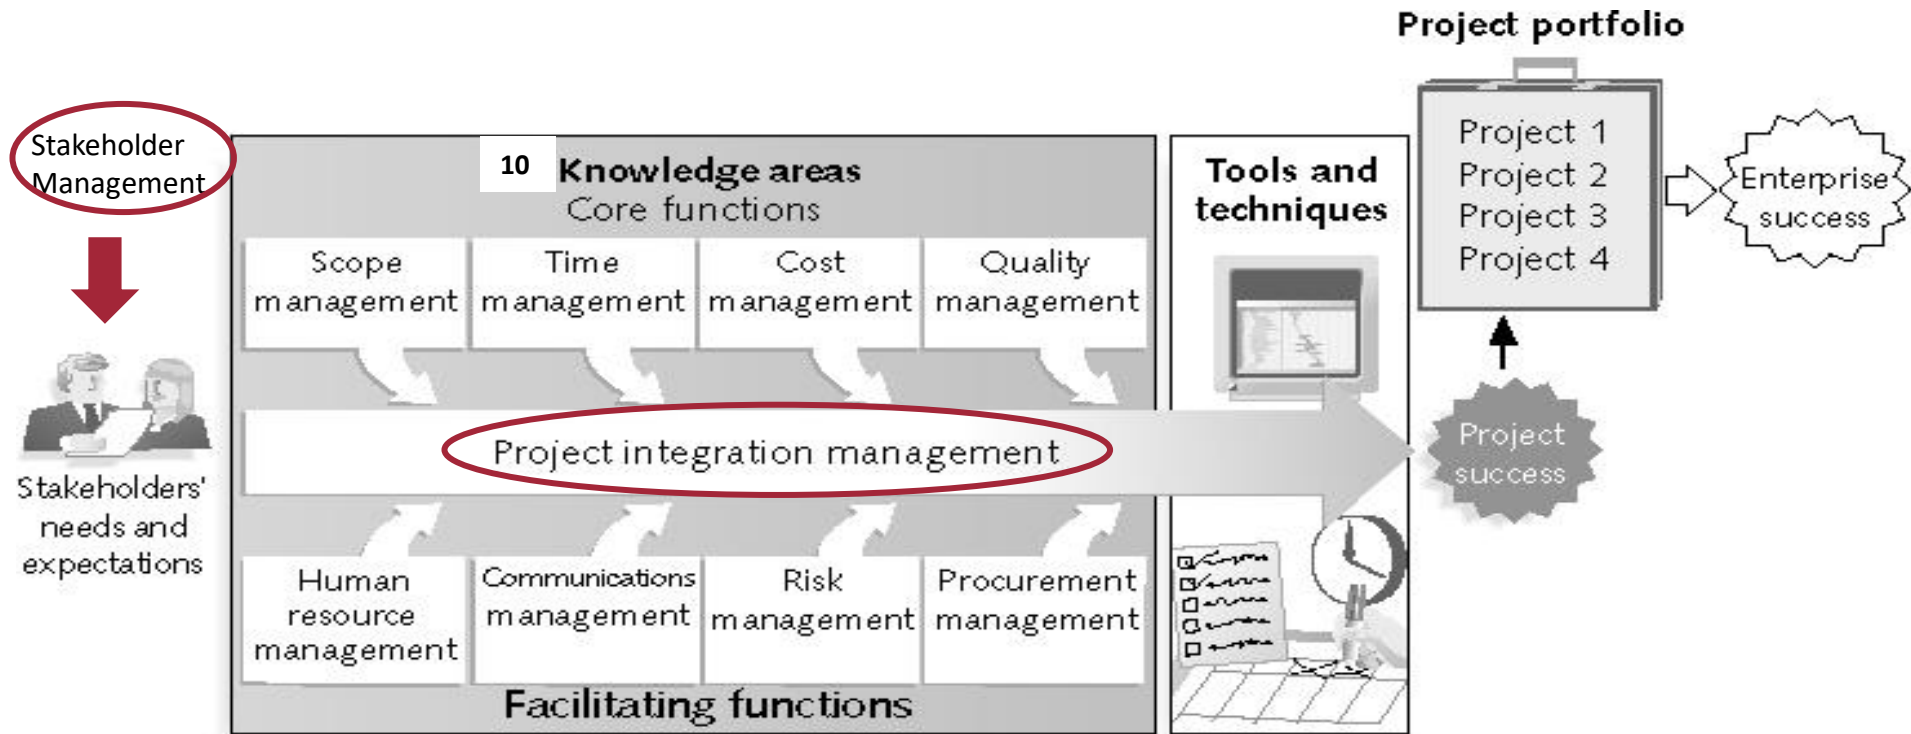 Project portfolio
Project 1
Project 2
Project 3
Project 4
Enterprise
success
Stakeholder
Management
10
Knowledge areas
Core functions
Tools and
techniques
Scope
management
Time
management
Cost
management
Quality
management
Project integration management
Project
success
Stakeholders'
needs and
expectations
Human
resource
management
Communications
management
Risk
management
Procurement
management
Facilitating functions